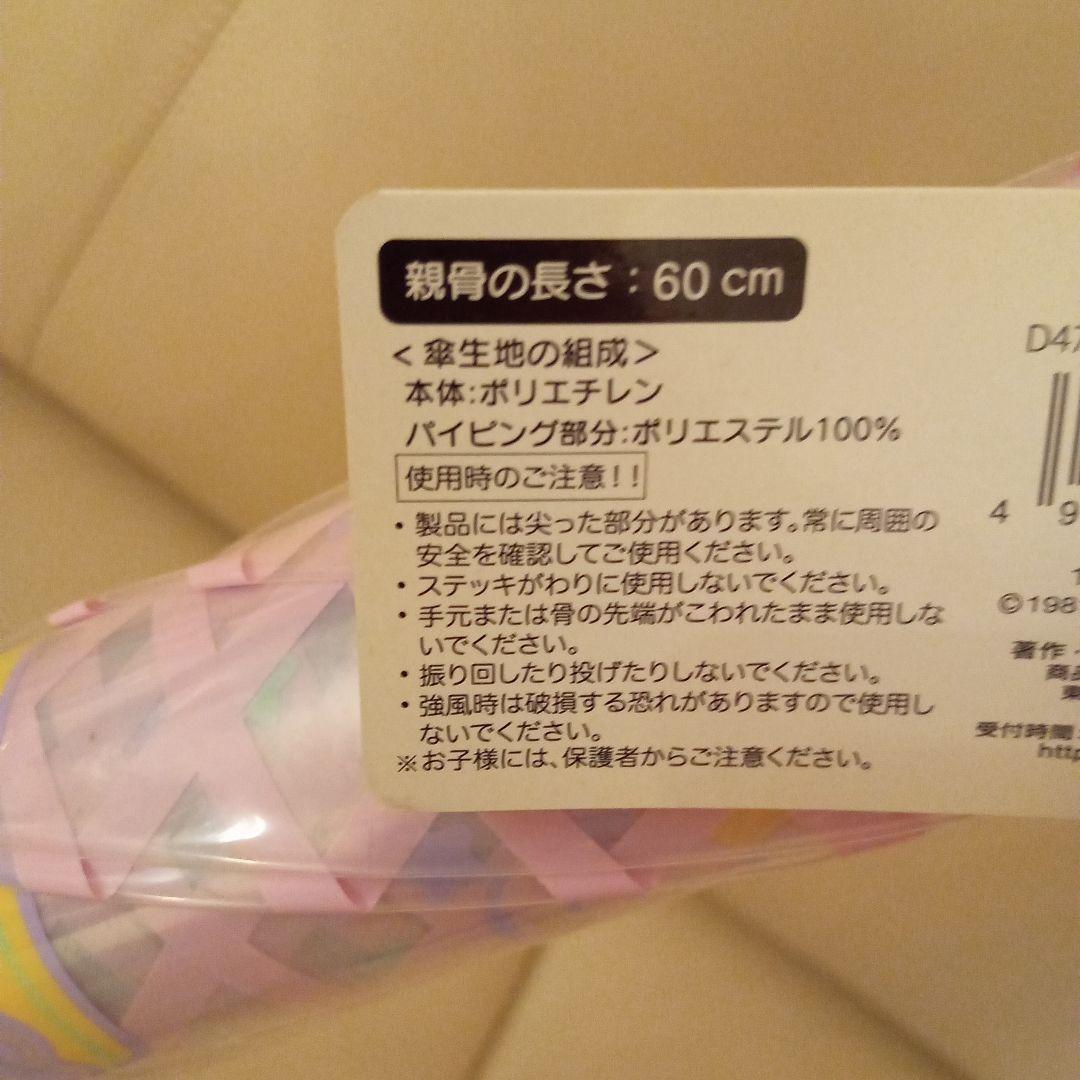 親骨の長さ：60 cm
＜傘生地の組成＞
本体:ポリエチレン
パイピング部分:ポリエステル100%
使用時のご注意！！
・製品には尖った部分があります。常に周囲の
安全を確認してご使用ください。
・ステッキがわりに使用しないでください。
・手元または骨の先端がこわれたまま使用しな
いでください。
・振り回したり投げたりしないでください。
・強風時は破損する恐れがありますので使用し
ないでください。
※お子様には、保護者からご注意ください。
D47
4 9
©198
著作
商品
受付時間
http